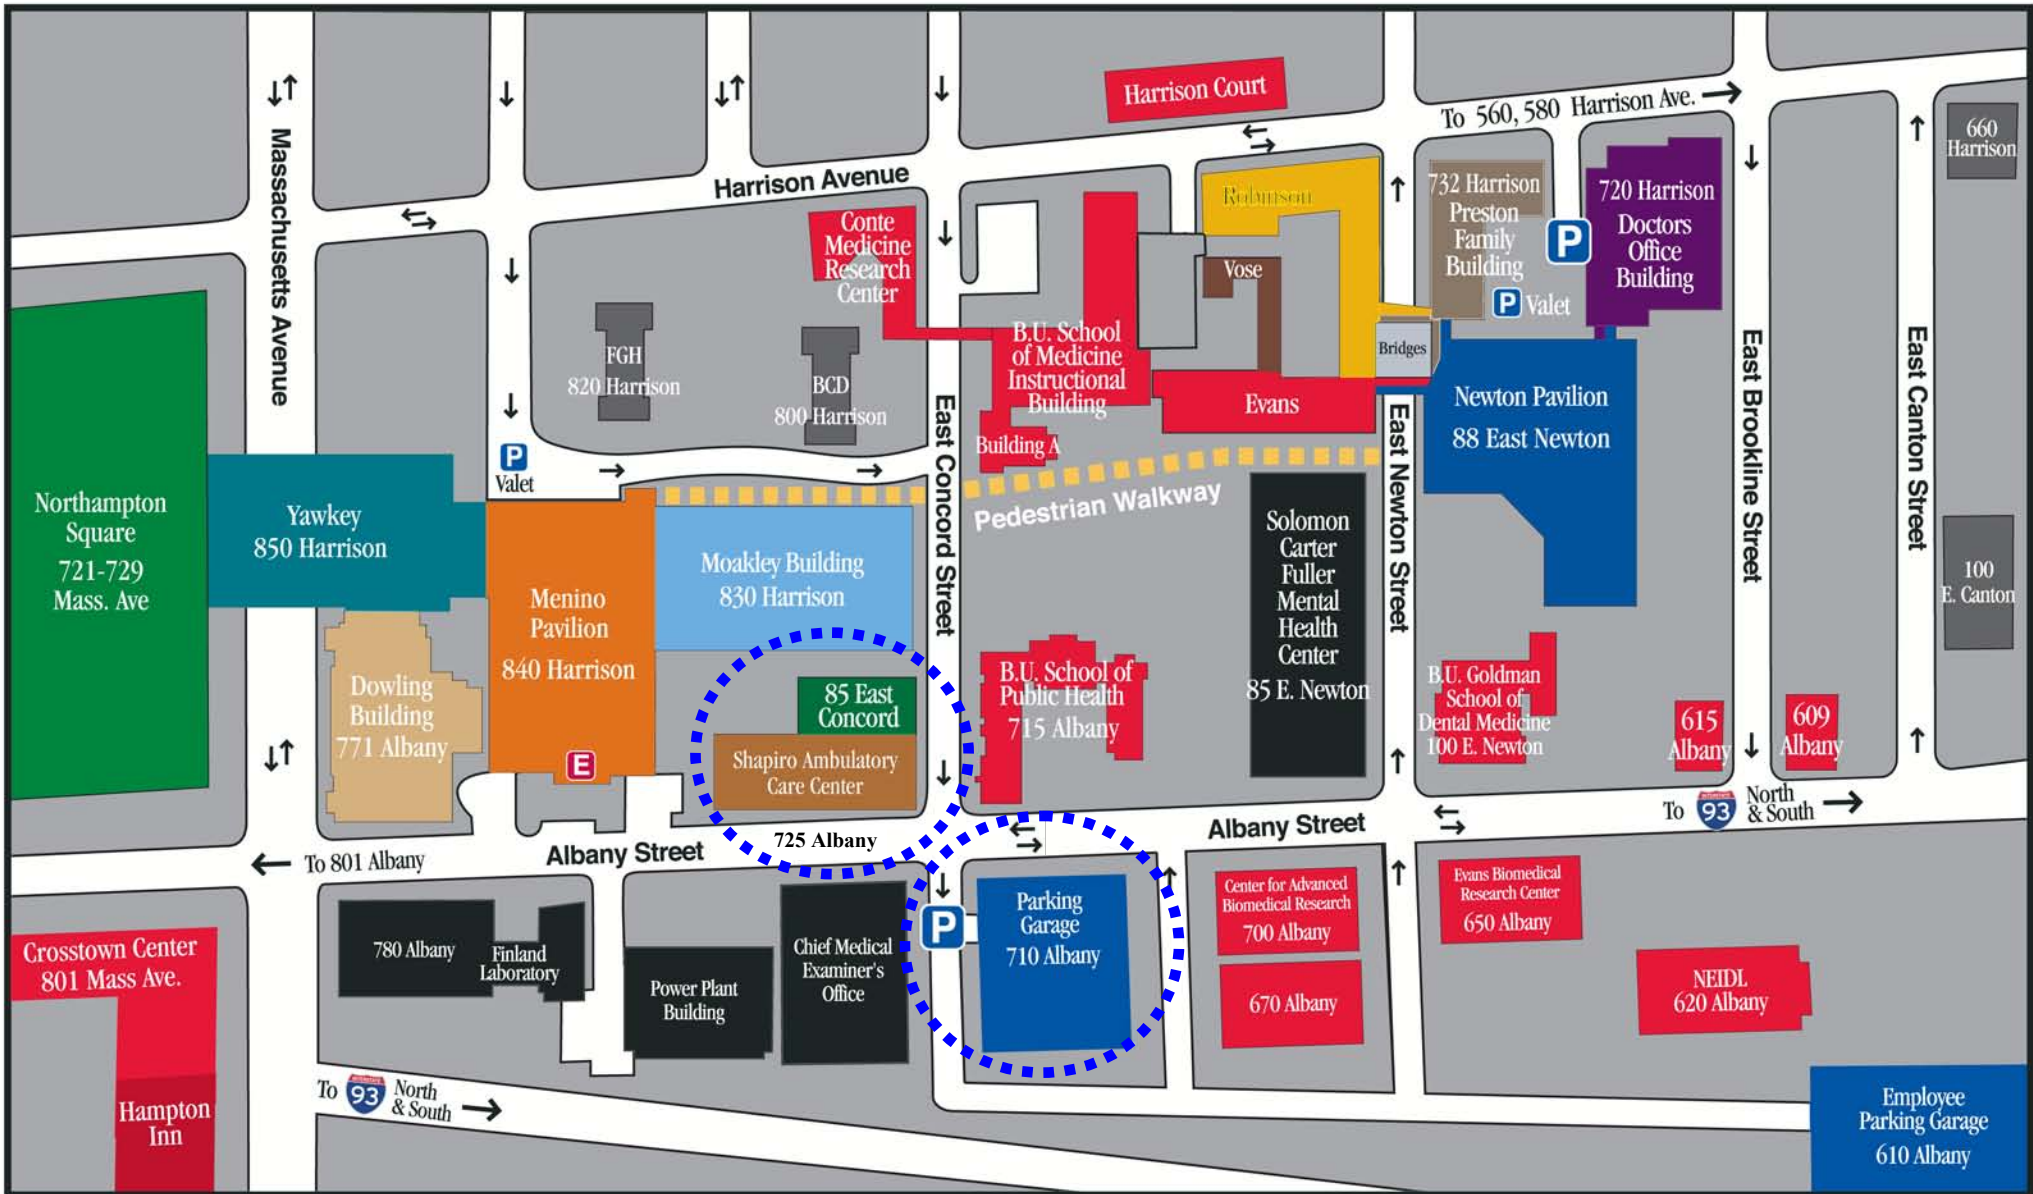 Harrison Court
To 560, 580 Harrison Ave.
660
Harrison
Massachusetts Avenue
Harrison Avenue
Conte
Medicine
Research
Center
Robinson
732 Harrison
Preston
Family
Building
P
720 Harrison
Doctors
Office
Building
P Valet
Vose
Bridges
FGH
820 Harrison
BCD
800 Harrison
B.U. School
of Medicine
Instructional
Building
Building A
Evans
Newton Pavilion
88 East Newton
East Concord Street
East Newton Street
East Brookline Street
East Canton Street
P
Valet
Pedestrian Walkway
Northampton
Square
721-729
Mass. Ave
Yawkey
850 Harrison
Menino
Pavilion
840 Harrison
E
Moakley Building
830 Harrison
Solomon
Carter
Fuller
Mental
Health
Center
85 E. Newton
100
E. Canton
Dowling
Building
771 Albany
85 East
Concord
Shapiro Ambulatory
Care Center
B.U. School of
Public Health
715 Albany
B.U. Goldman
School of
Dental Medicine
100 E. Newton
615
Albany
609
Albany
725 Albany
Albany Street
To INTERSTATE 93 North
& South
To 801 Albany
Albany Street
Crosstown Center
801 Mass Ave.
780 Albany
Finland
Laboratory
Power Plant
Building
Chief Medical
Examiner's
Office
P
Parking
Garage
710 Albany
Center for Advanced
Biomedical Research
700 Albany
670 Albany
Evans Biomedical
Research Center
650 Albany
NEIDL
620 Albany
Hampton
Inn
To INTERSTATE 93 North
& South
Employee
Parking Garage
610 Albany